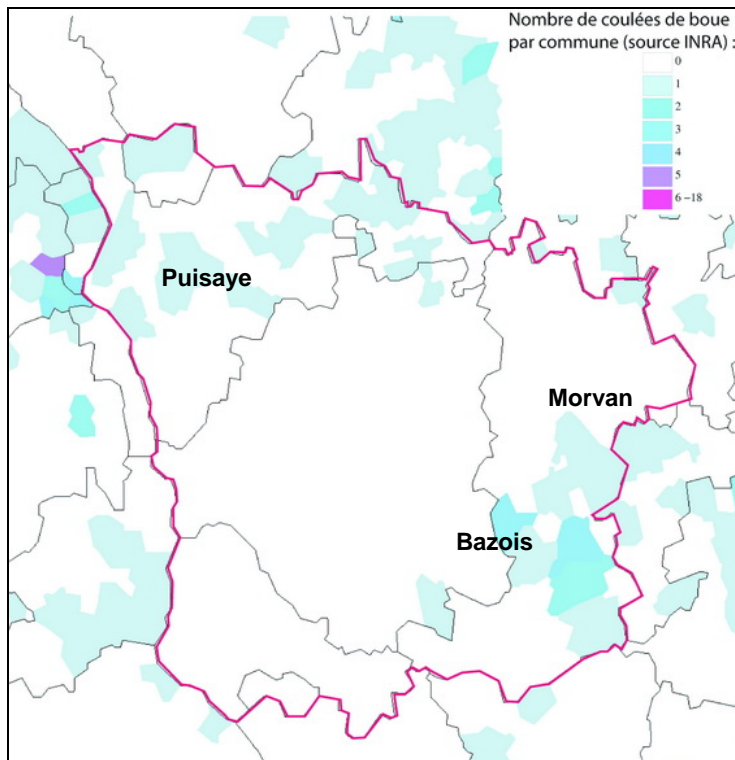 Nombre de coulées de boue
par commune (source INRA) :
0
1
2
3
4
5
6 –18
Puisaye
Morvan
Bazois